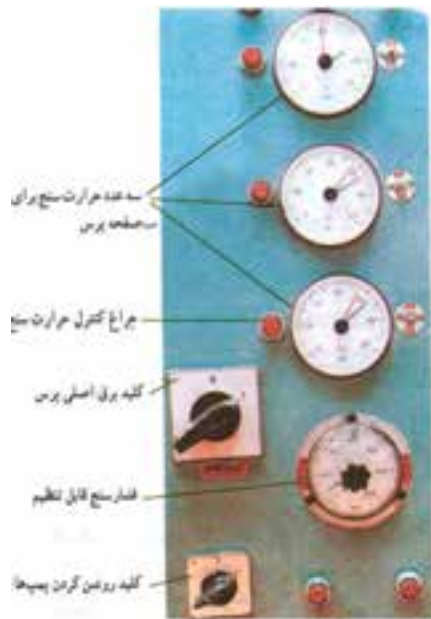 سه عدد حرارت سنج برای
سه صفحه پرس
چراغ کنترل حرارت سنج
کلید برق اصلی پرس
فشارسنج قابل تنظیم
کلید روشن کردن پمپ‌ها